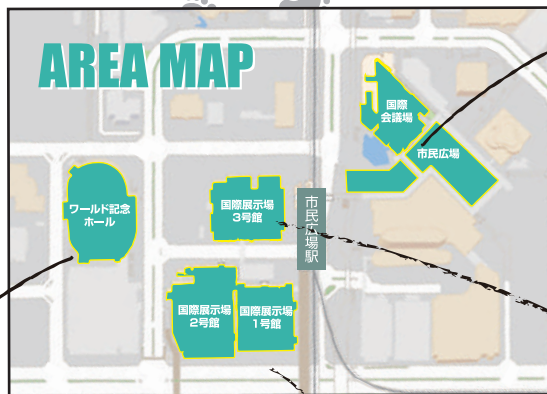 AREA MAP
国際
会議場
市民広場
ワールド記念
ホール
国際展示場
3号館
市民広場駅
国際展示場
2号館
国際展示場
1号館